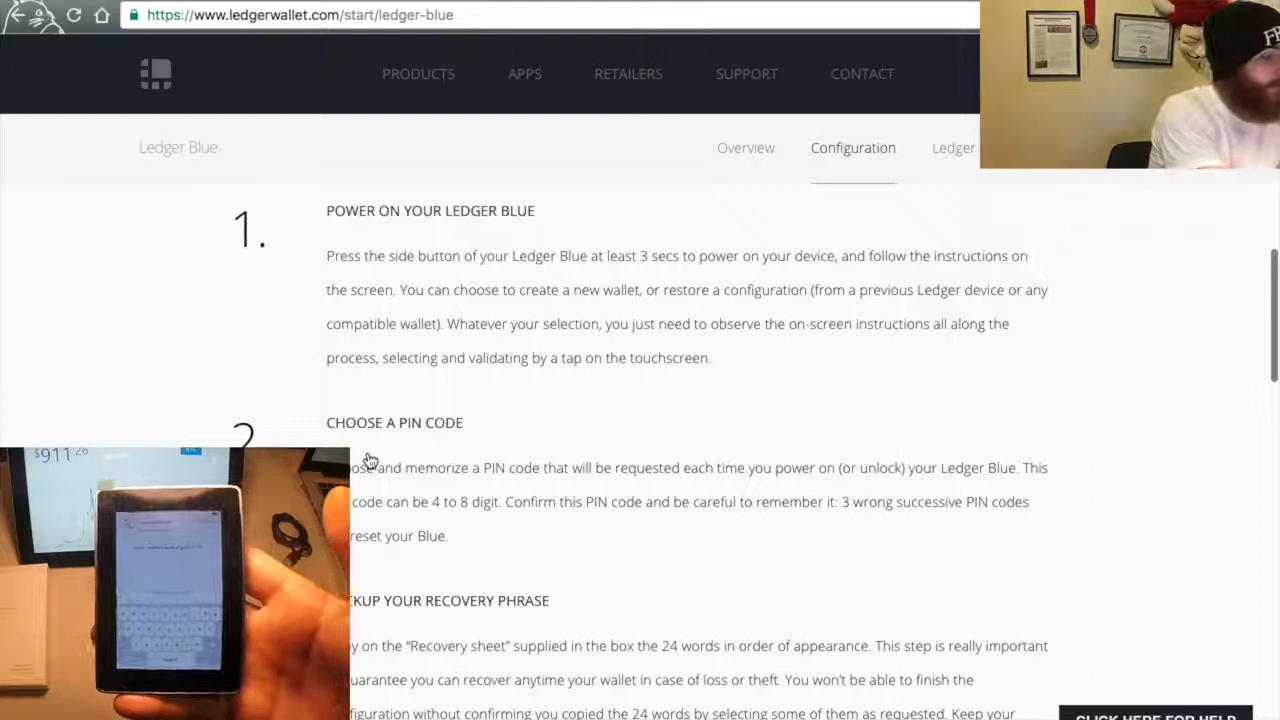 https://www.ledgerwallet.com/start/ledger-blue
PRODUCTS APPS RETAILERS SUPPORT CONTACT
Ledger Blue Overview Configuration Ledger
1.
POWER ON YOUR LEDGER BLUE
Press the side button of your Ledger Blue at least 3 secs to power on your device, and follow the instructions on
the screen. You can choose to create a new wallet, or restore a configuration (from a previous Ledger device or any
compatible wallet). Whatever your selection, you just need to observe the on-screen instructions all along the
process, selecting and validating by a tap on the touchscreen.
2
CHOOSE A PIN CODE
and memorize a PIN code that will be requested each time you power on (or unlock) your Ledger Blue. This
code can be 4 to 8 digit. Confirm this PIN code and be careful to remember it: 3 wrong successive PIN codes
reset your Blue.
CKUP YOUR RECOVERY PHRASE
y on the “Recovery sheet” supplied in the box the 24 words in order of appearance. This step is really important
uarantee you can recover anytime your wallet in case of loss or theft. You won’t be able to finish the
figuration without confirming you copied the 24 words by selecting some of them as requested. Keep your
CLICK HERE FOR HELP
$911.26
BTC